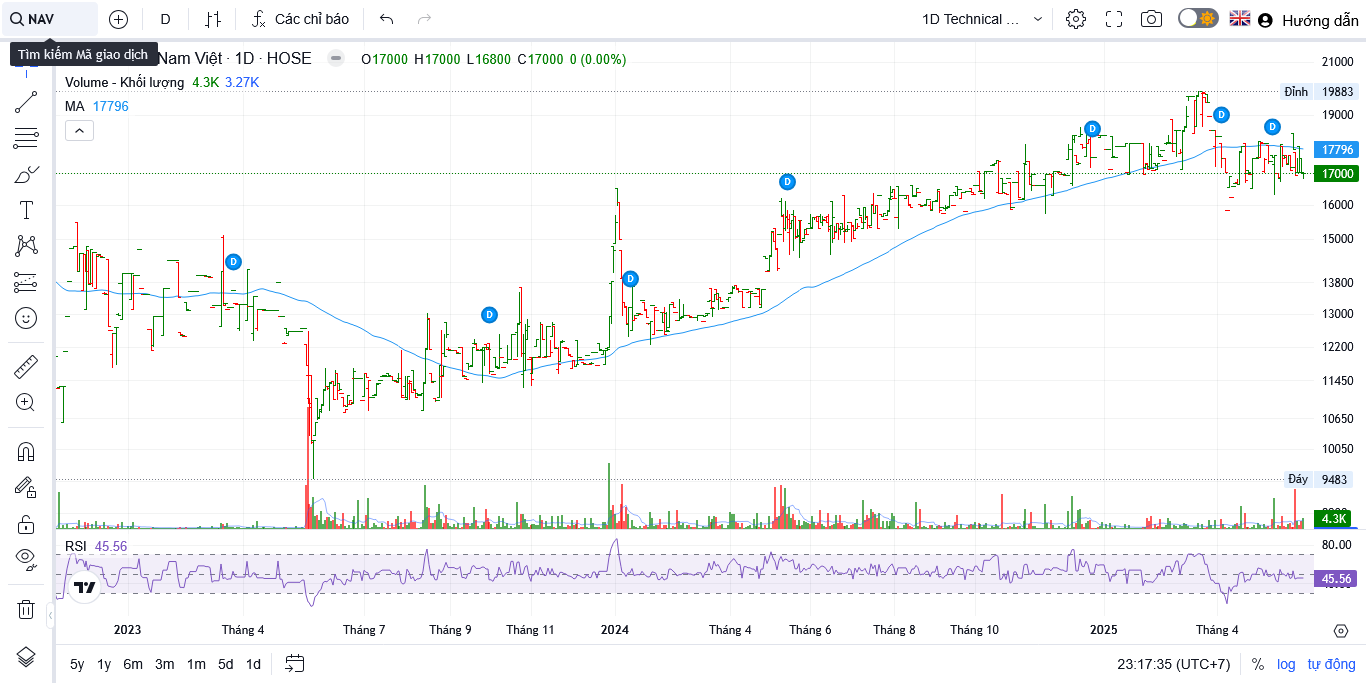 NAV
D
Các chỉ báo
1D Technical ...
Hướng dẫn
Tìm kiếm Mã giao dịch
Nam Việt · 1D · HOSE
O17000 H17000 L16800 C17000 0 (0.00%)
Volume - Khối lượng 4.3K 3.27K
MA 17796
21000
Đỉnh 19883
19000
17796
17000
16000
15000
13800
13000
12200
11450
10650
10050
Đáy 9483
4.3K
D
D
D
D
D
D
D
RSI 45.56
80.00
45.56
2023
Tháng 4
Tháng 7
Tháng 9
Tháng 11
2024
Tháng 4
Tháng 6
Tháng 8
Tháng 10
2025
Tháng 4
5y 1y 6m 3m 1m 5d 1d
23:17:35 (UTC+7)
% log tự động